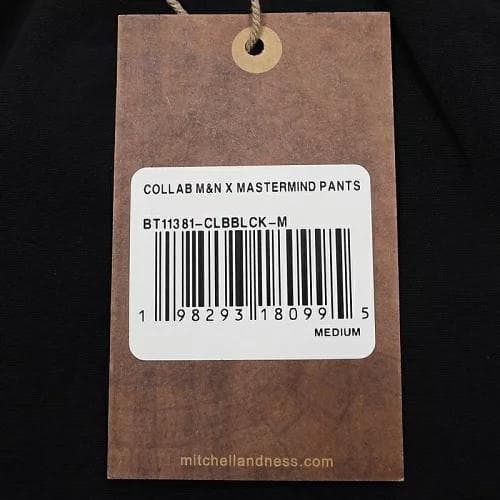 COLLAB M&N X MASTERMIND PANTS
BT11381-CLBBLCK-M
1 98293 18099 5
MEDIUM
mitchellandness.com